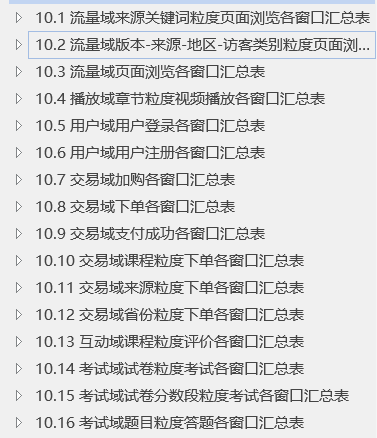 10.1 流量域来源关键词粒度页面浏览各窗口汇总表
10.2 流量域版本-来源-地区-访客类别粒度页面浏...
10.3 流量域页面浏览各窗口汇总表
10.4 播放域章节粒度视频播放各窗口汇总表
10.5 用户域用户登录各窗口汇总表
10.6 用户域用户注册各窗口汇总表
10.7 交易域加购各窗口汇总表
10.8 交易域下单各窗口汇总表
10.9 交易域支付成功各窗口汇总表
10.10 交易域课程粒度下单各窗口汇总表
10.11 交易域来源粒度下单各窗口汇总表
10.12 交易域省份粒度下单各窗口汇总表
10.13 互动域课程粒度评价各窗口汇总表
10.14 考试域试卷粒度考试各窗口汇总表
10.15 考试域试卷分数段粒度考试各窗口汇总表
10.16 考试域题目粒度答题各窗口汇总表